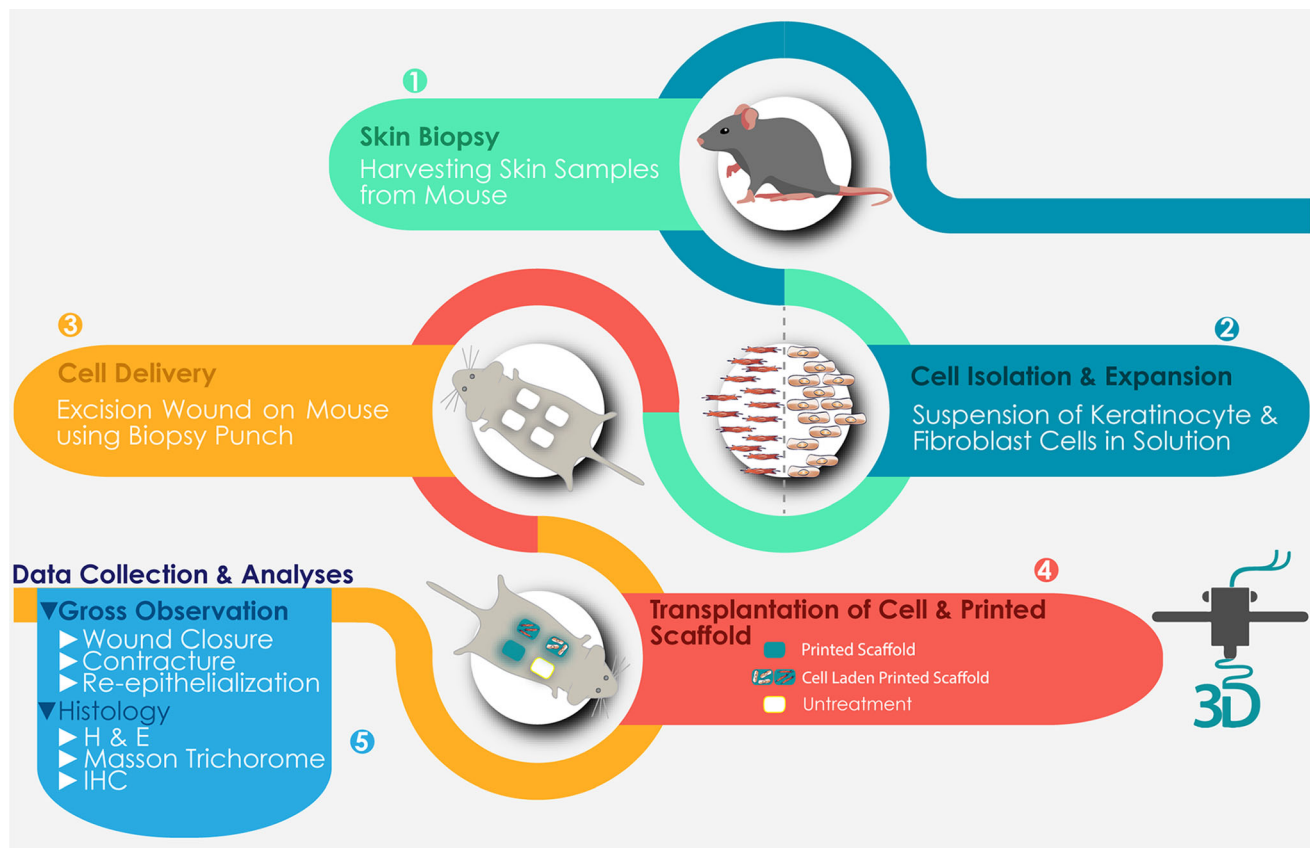 1
Skin Biopsy
Harvesting Skin Samples
from Mouse
2
Cell Isolation & Expansion
Suspension of Keratinocyte &
Fibroblast Cells in Solution
3
Cell Delivery
Excision Wound on Mouse
using Biopsy Punch
4
Transplantation of Cell & Printed
Scaffold
Printed Scaffold
Cell Laden Printed Scaffold
Untreatment
3D
Data Collection & Analyses
▼Gross Observation
▶Wound Closure
▶Contracture
▶Re-epithelialization
▼Histology
▶H & E
▶Masson Trichorome
▶IHC
5